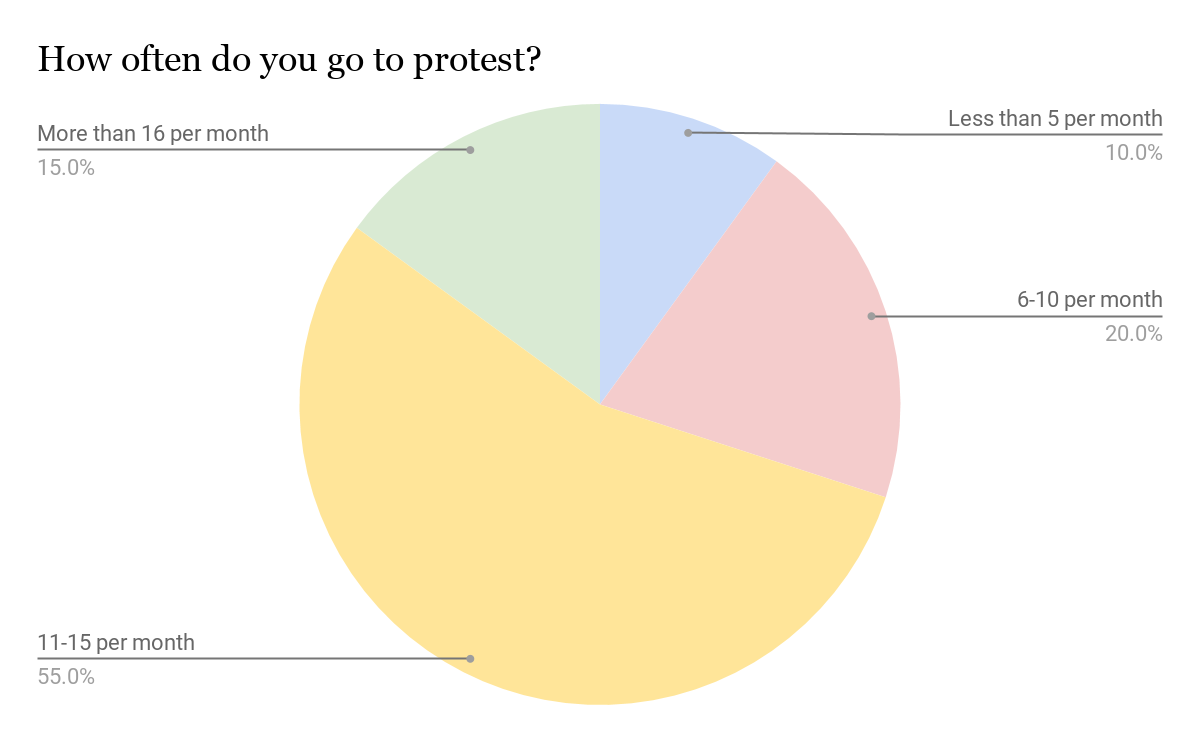 How often do you go to protest?
More than 16 per month
15.0%
Less than 5 per month
10.0%
6-10 per month
20.0%
11-15 per month
55.0%